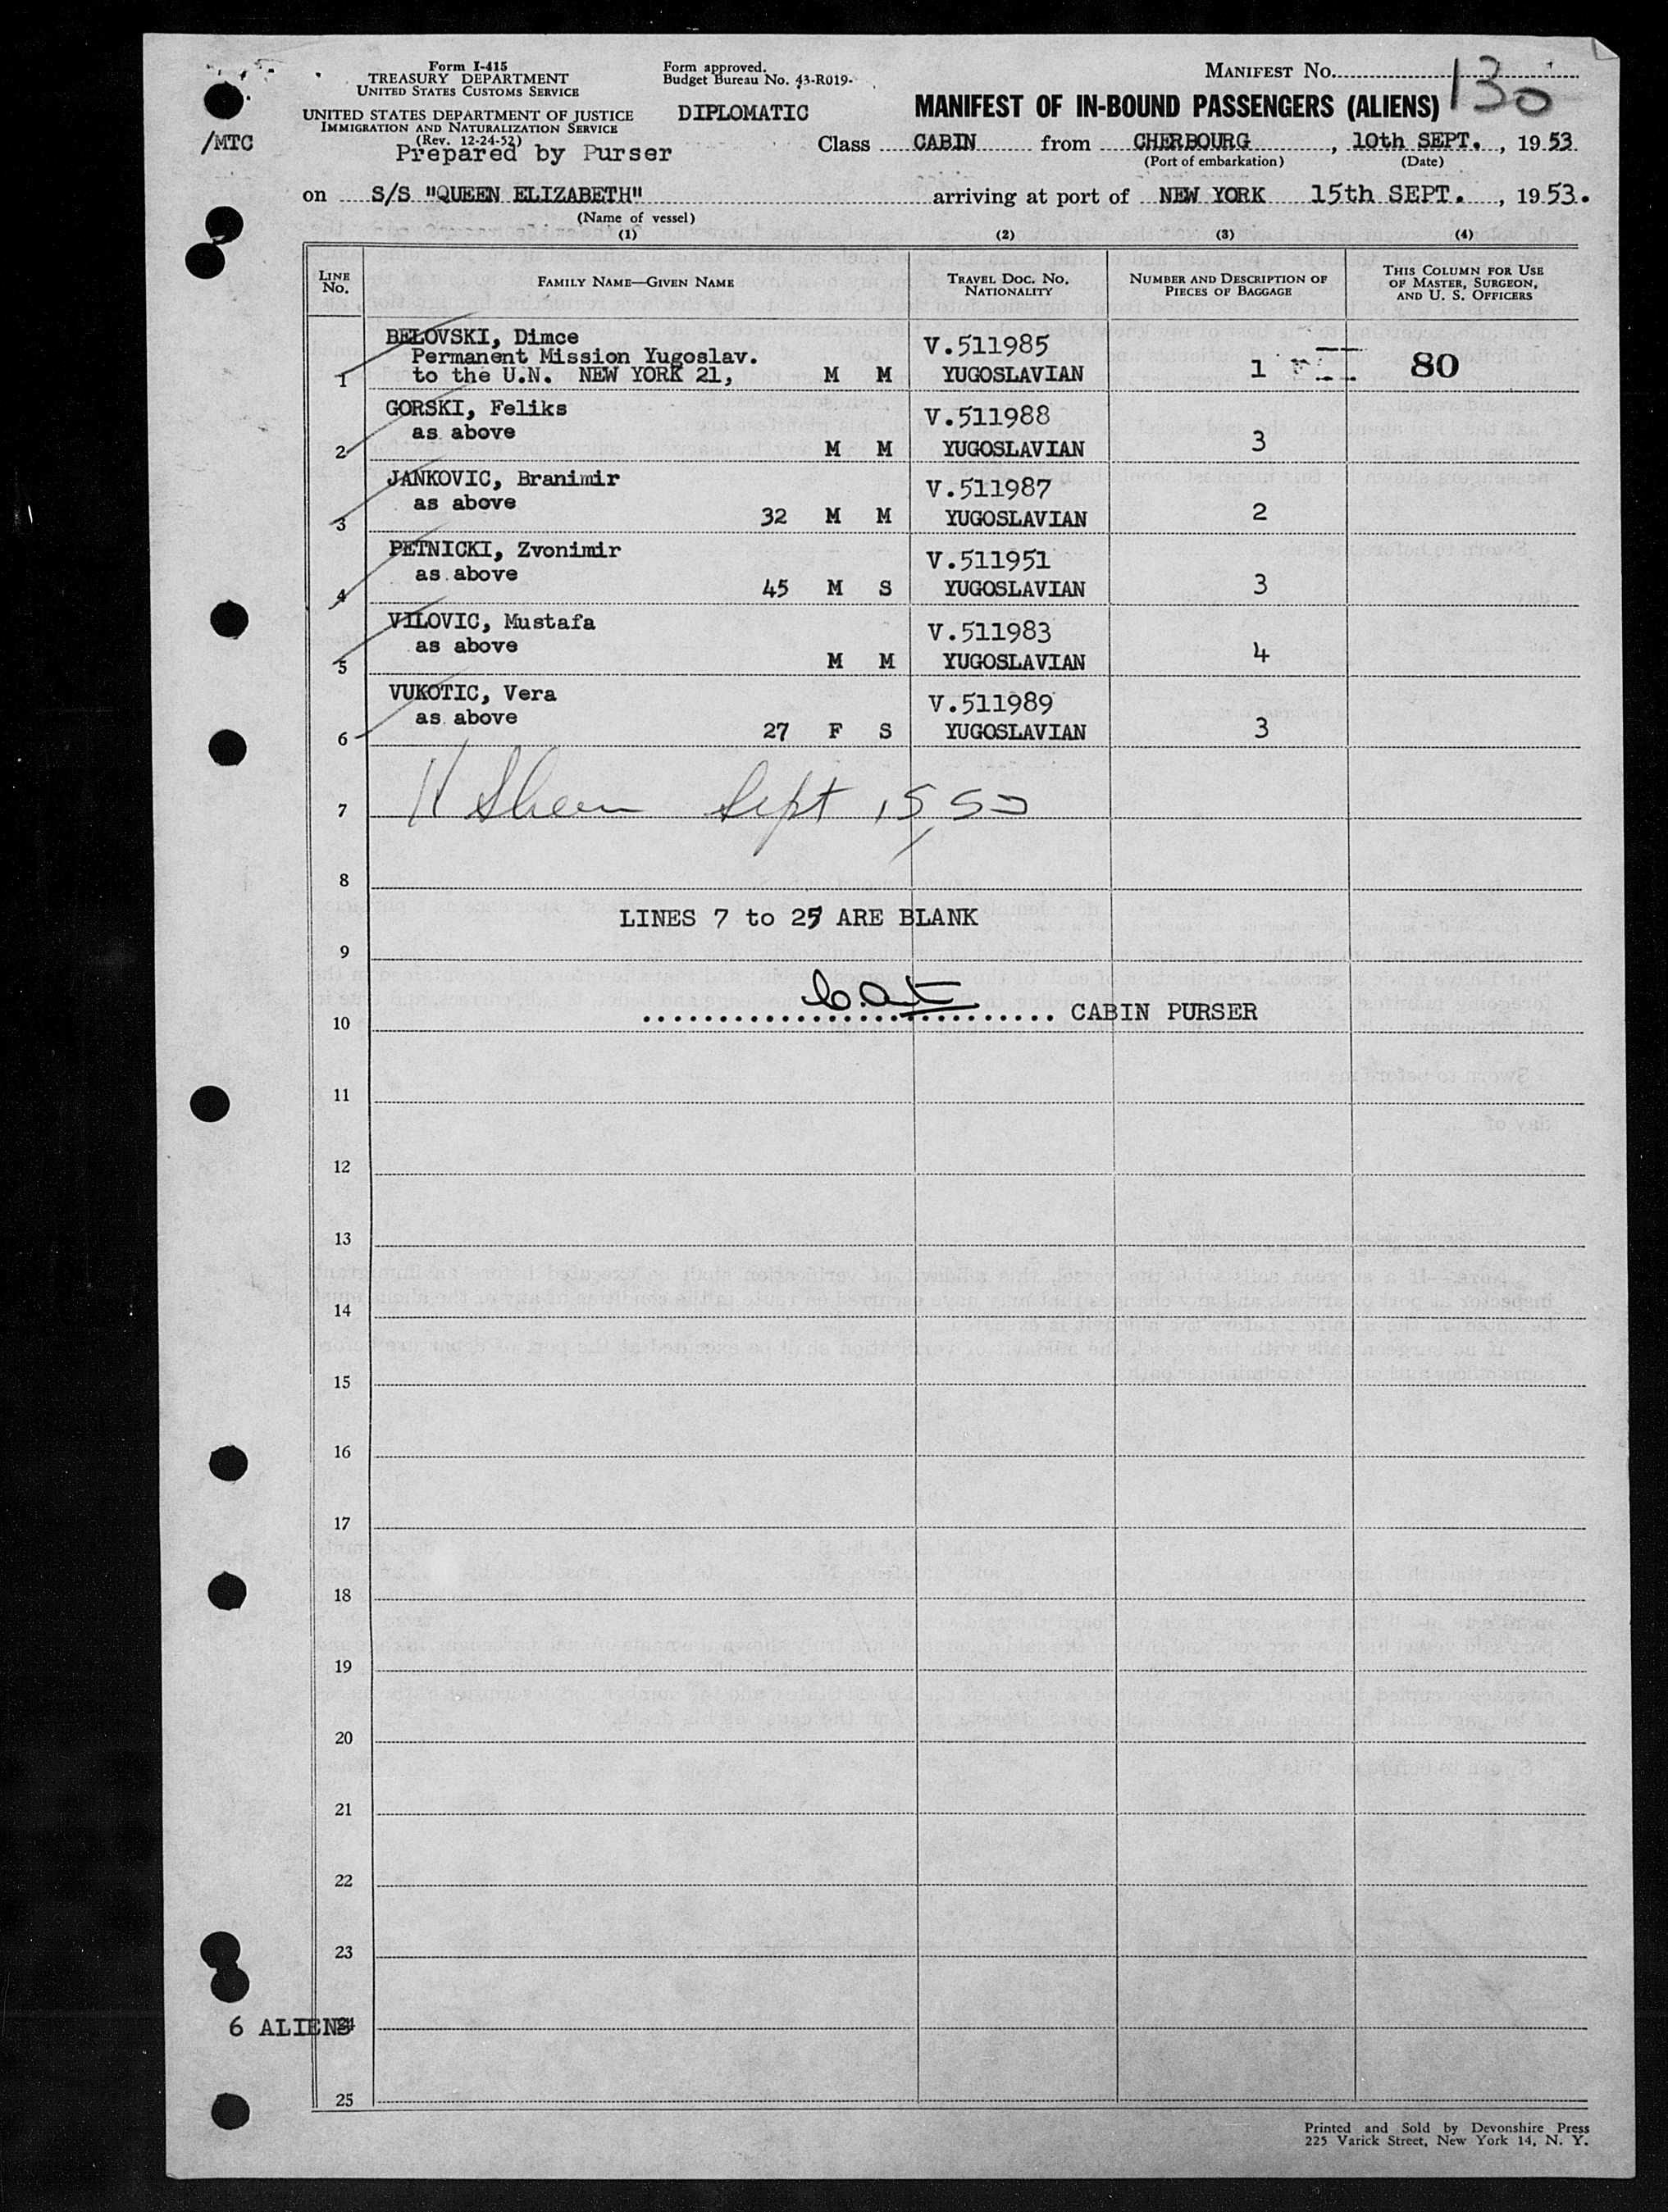 Form I-415
TREASURY DEPARTMENT
UNITED STATES CUSTOMS SERVICE
UNITED STATES DEPARTMENT OF JUSTICE
IMMIGRATION AND NATURALIZATION SERVICE
(Rev. 12-24-52)
Prepared by Purser
/MTC
Form approved.
Budget Bureau No. 43-R019-
DIPLOMATIC
MANIFEST No. 130
MANIFEST OF IN-BOUND PASSENGERS (ALIENS)
Class CABIN from CHERBOURG, 10th SEPT., 1953
(Port of embarkation) (Date)
on S/S "QUEEN ELIZABETH" arriving at port of NEW YORK 15th SEPT., 1953.
(Name of vessel)
(1) (2) (3) (4)
LINE No. FAMILY NAME—GIVEN NAME TRAVEL DOC. NO. NATIONALITY NUMBER AND DESCRIPTION OF PIECES OF BAGGAGE THIS COLUMN FOR USE OF MASTER, SURGEON, AND U. S. OFFICERS
BELOVSKI, Dimce V.511985
Permanent Mission Yugoslav.
1 to the U.N. NEW YORK 21, M M YUGOSLAVIAN 1 80
GORSKI, Feliks V.511988
as above
2 M M YUGOSLAVIAN 3
JANKOVIC, Branimir V.511987
as above
3 32 M M YUGOSLAVIAN 2
PETNICKI, Zvonimir V.511951
as above
4 45 M S YUGOSLAVIAN 3
VILOVIC, Mustafa V.511983
as above
5 M M YUGOSLAVIAN 4
VUKOTIC, Vera V.511989
as above
6 27 F S YUGOSLAVIAN 3
7 Sept 15, 53
8
LINES 7 to 25 ARE BLANK
9
CABIN PURSER
10
11
12
13
14
15
16
17
18
19
20
21
22
23
6 ALIENS 24
25
Printed and Sold by Devonshire Press
225 Varick Street, New York 14, N. Y.